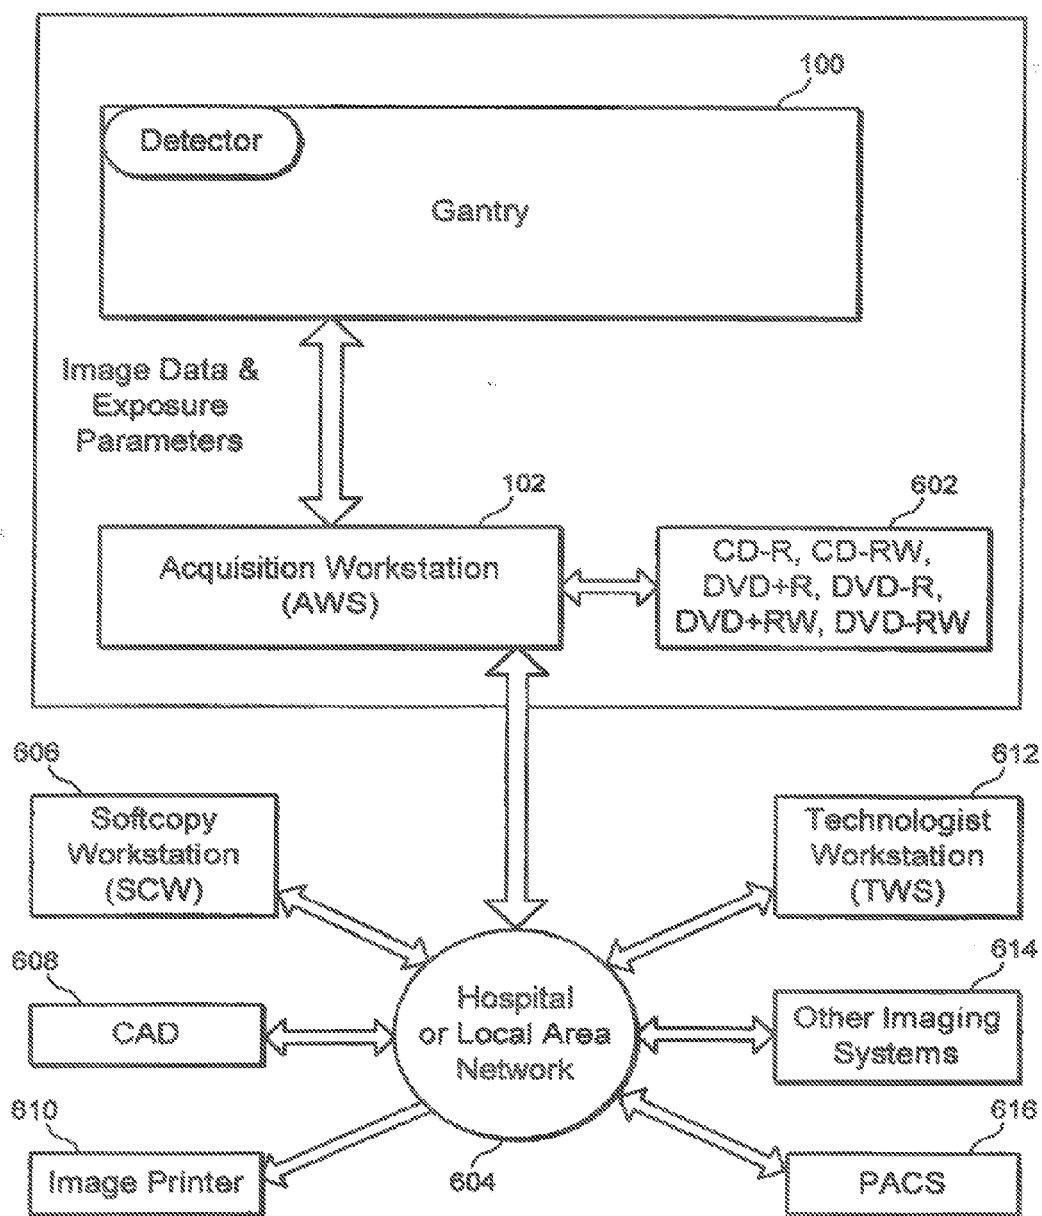 100
Detector
Gantry
Image Data &
Exposure
Parameters
102
602
Acquisition Workstation
(AWS)
CD-R, CD-RW,
DVD+R, DVD-R,
DVD+RW, DVD-RW
606
612
Softcopy
Workstation
(SCW)
Technologist
Workstation
(TWS)
608
614
CAD
Hospital
or Local Area
Network
Other Imaging
Systems
610
616
Image Printer
604
PACS